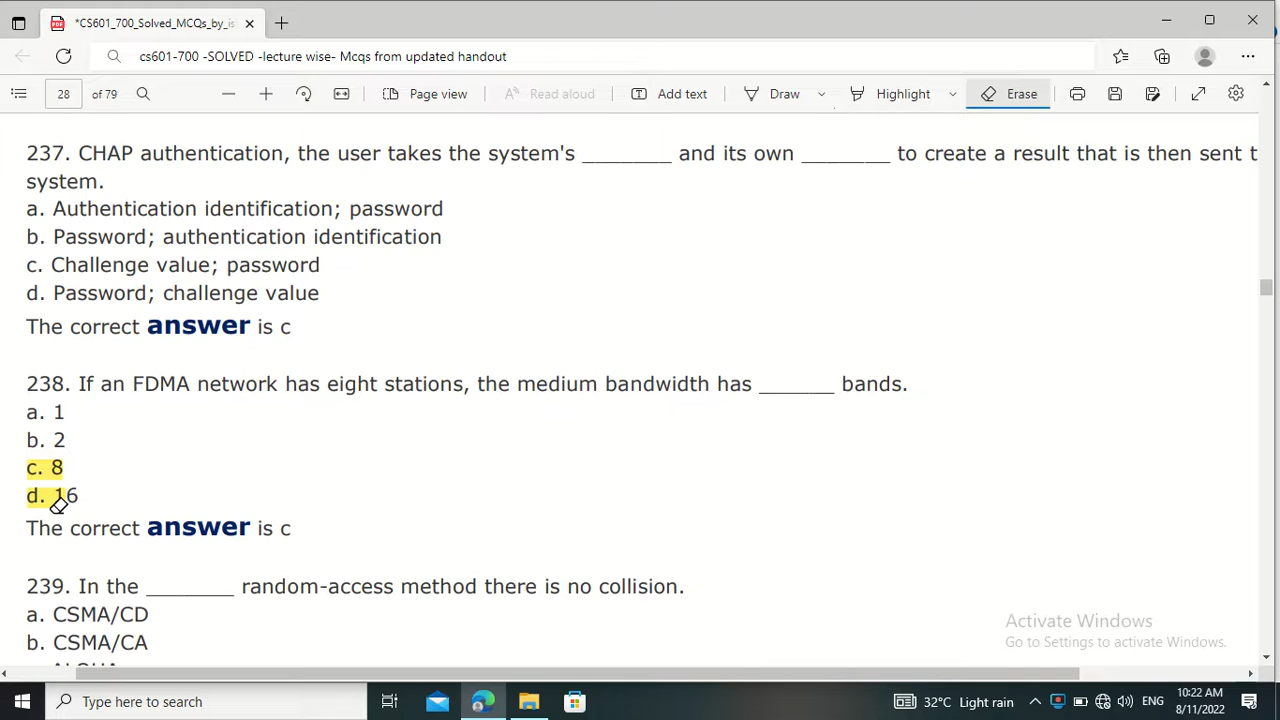 *CS601_700_Solved_MCQs_by_is
cs601-700 -SOLVED -lecture wise- Mcqs from updated handout
28 of 79 Page view Read aloud Add text Draw Highlight Erase
237. CHAP authentication, the user takes the system's _______ and its own _______ to create a result that is then sent t
system.
a. Authentication identification; password
b. Password; authentication identification
c. Challenge value; password
d. Password; challenge value
The correct answer is c
238. If an FDMA network has eight stations, the medium bandwidth has ______ bands.
a. 1
b. 2
c. 8
d. 16
The correct answer is c
239. In the _______ random-access method there is no collision.
a. CSMA/CD
b. CSMA/CA
Activate Windows
Go to Settings to activate Windows.
Type here to search
32°C Light rain
ENG
10:22 AM
8/11/2022